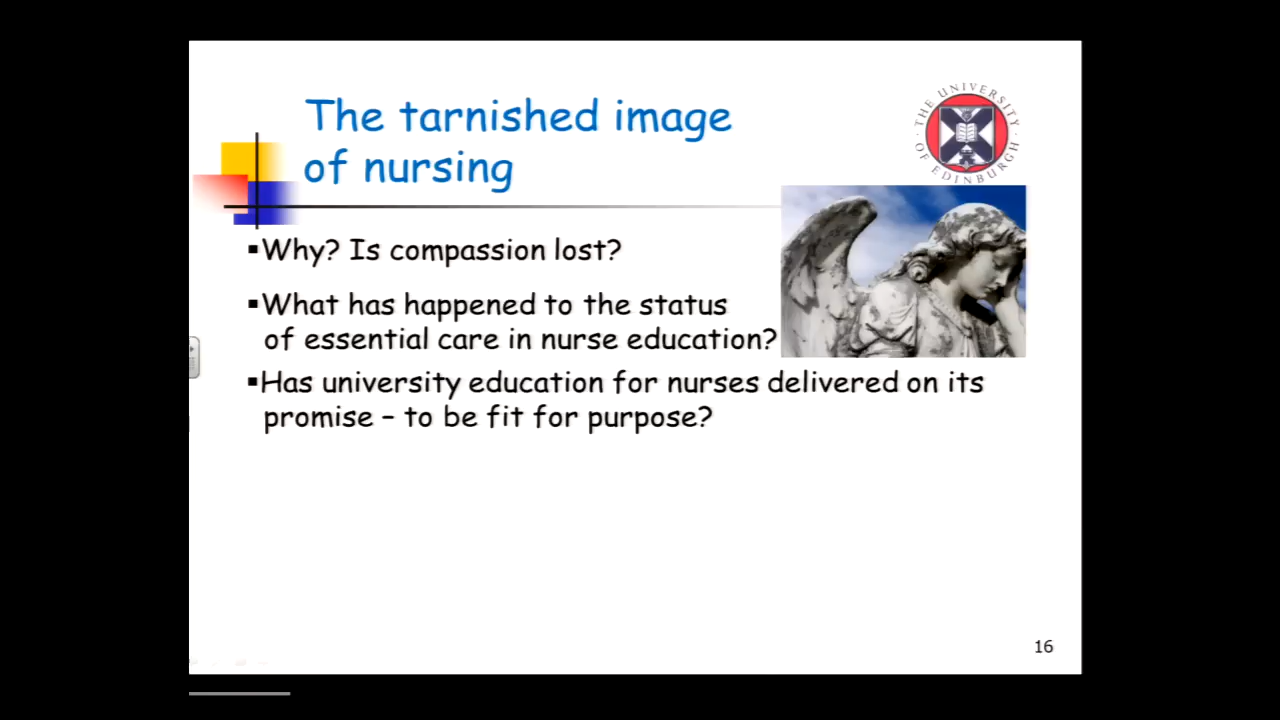 The tarnished image
of nursing
THE UNIVERSITY OF EDINBURGH
▪Why? Is compassion lost?
▪What has happened to the status
of essential care in nurse education?
▪Has university education for nurses delivered on its
promise – to be fit for purpose?
16